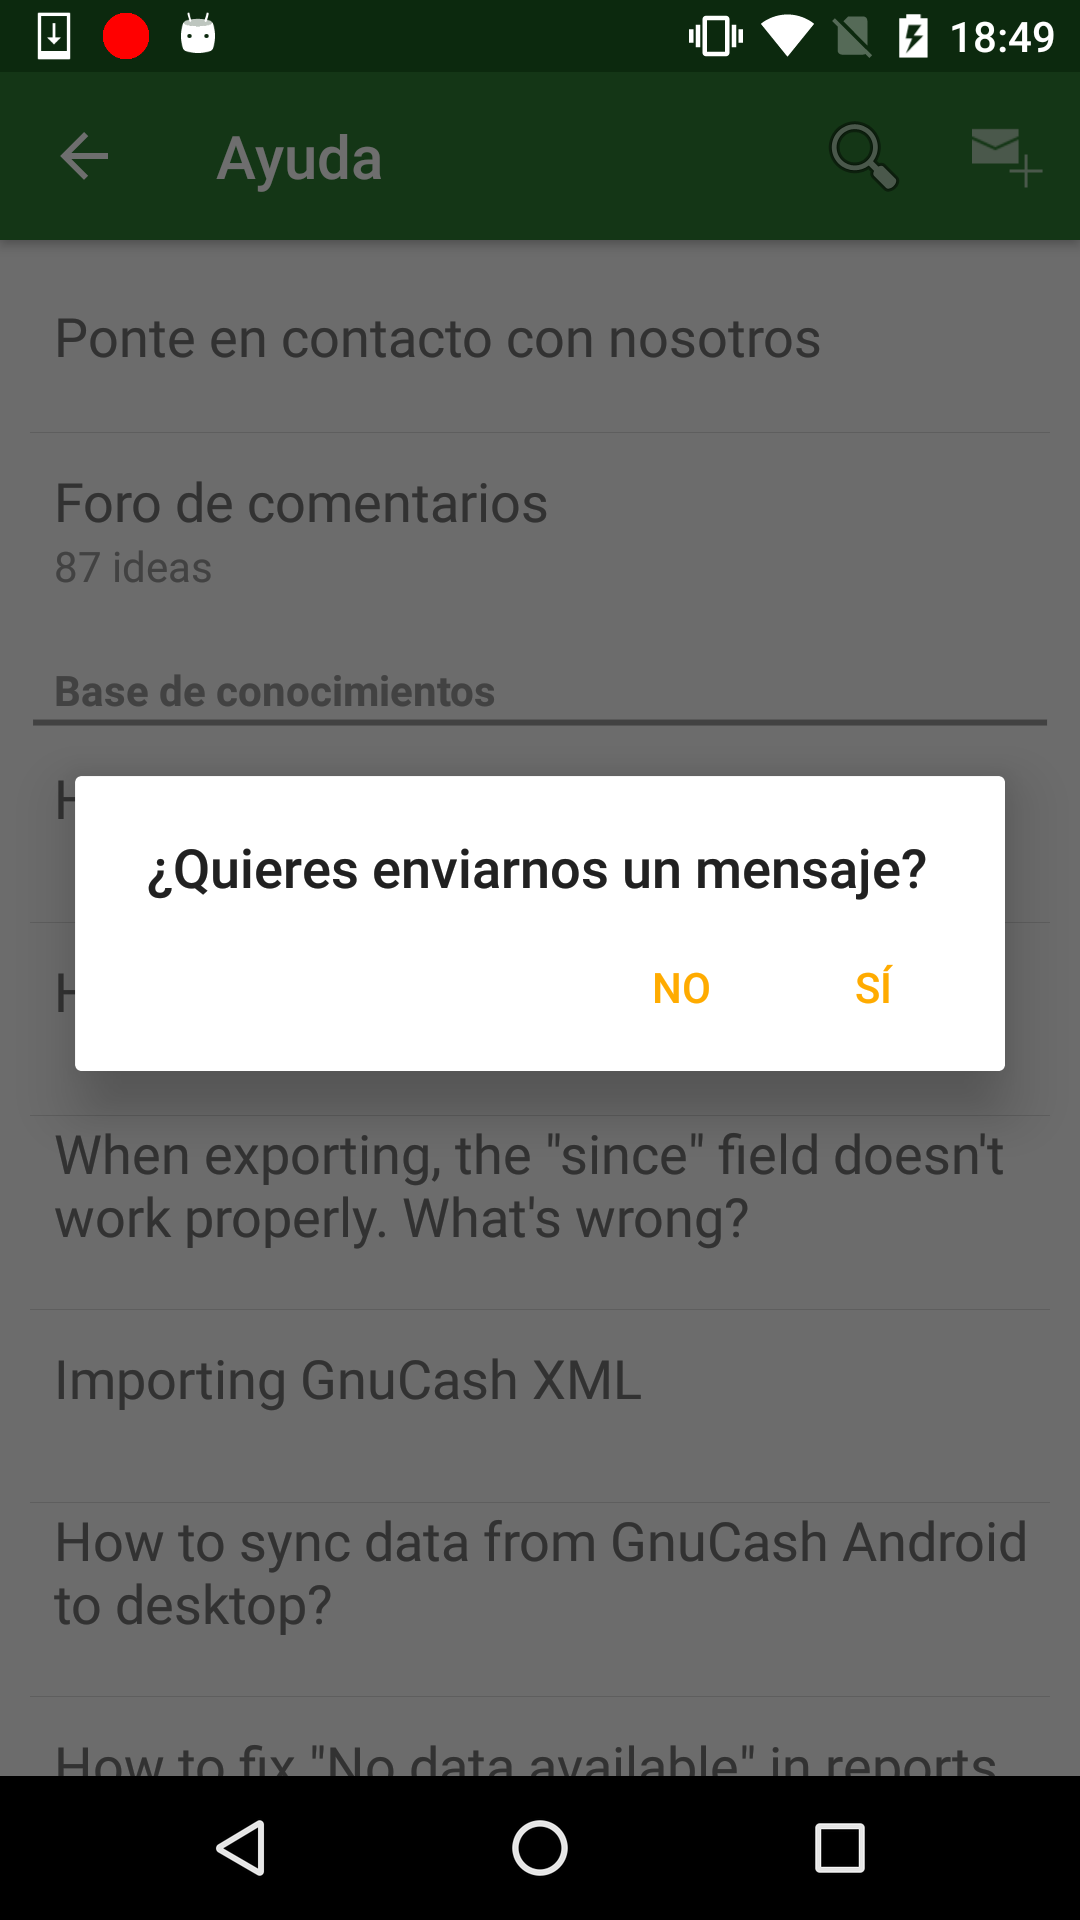 18:49
Ayuda
Ponte en contacto con nosotros
Foro de comentarios
87 ideas
Base de conocimientos
¿Quieres enviarnos un mensaje?
NO SÍ
When exporting, the "since" field doesn't
work properly. What's wrong?
Importing GnuCash XML
How to sync data from GnuCash Android
to desktop?
How to fix "No data available" in reports